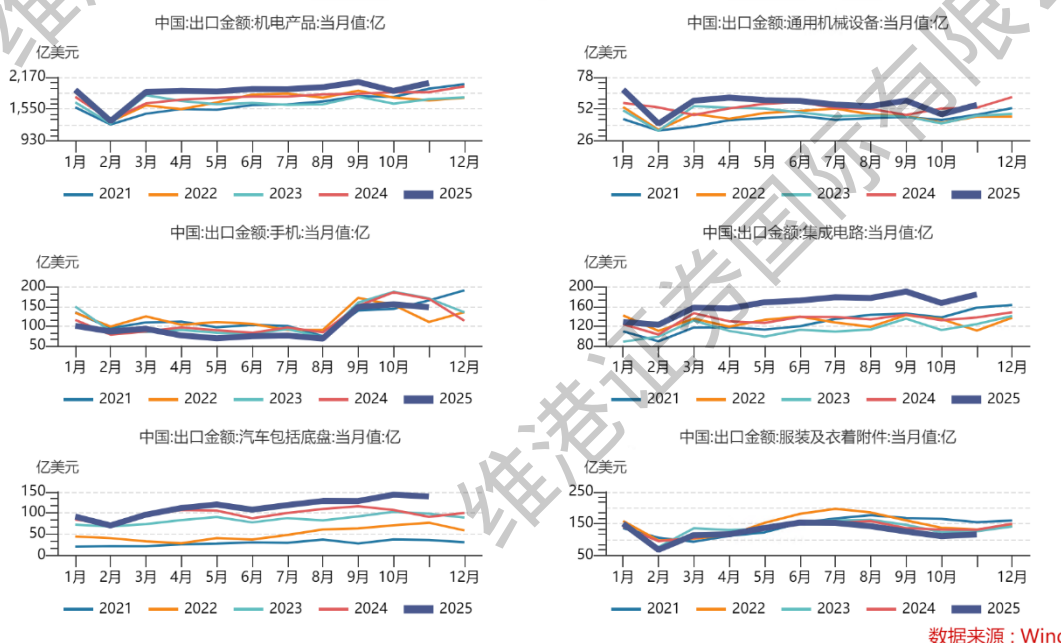 中国:出口金额:机电产品:当月值:亿
亿美元
2,170
1,550
930
1月 2月 3月 4月 5月 6月 7月 8月 9月 10月 12月
2021 2022 2023 2024 2025
中国:出口金额:通用机械设备:当月值:亿
亿美元
78
52
26
1月 2月 3月 4月 5月 6月 7月 8月 9月 10月 12月
2021 2022 2023 2024 2025
中国:出口金额:手机:当月值:亿
亿美元
200
150
100
50
1月 2月 3月 4月 5月 6月 7月 8月 9月 10月 12月
2021 2022 2023 2024 2025
中国:出口金额:集成电路:当月值:亿
亿美元
200
160
120
80
1月 2月 3月 4月 5月 6月 7月 8月 9月 10月 12月
2021 2022 2023 2024 2025
中国:出口金额:汽车包括底盘:当月值:亿
亿美元
150
100
50
0
1月 2月 3月 4月 5月 6月 7月 8月 9月 10月 12月
2021 2022 2023 2024 2025
中国:出口金额:服装及衣着附件:当月值:亿
亿美元
250
150
50
1月 2月 3月 4月 5月 6月 7月 8月 9月 10月 12月
2021 2022 2023 2024 2025
维港证券国际有限
数据来源：Wind